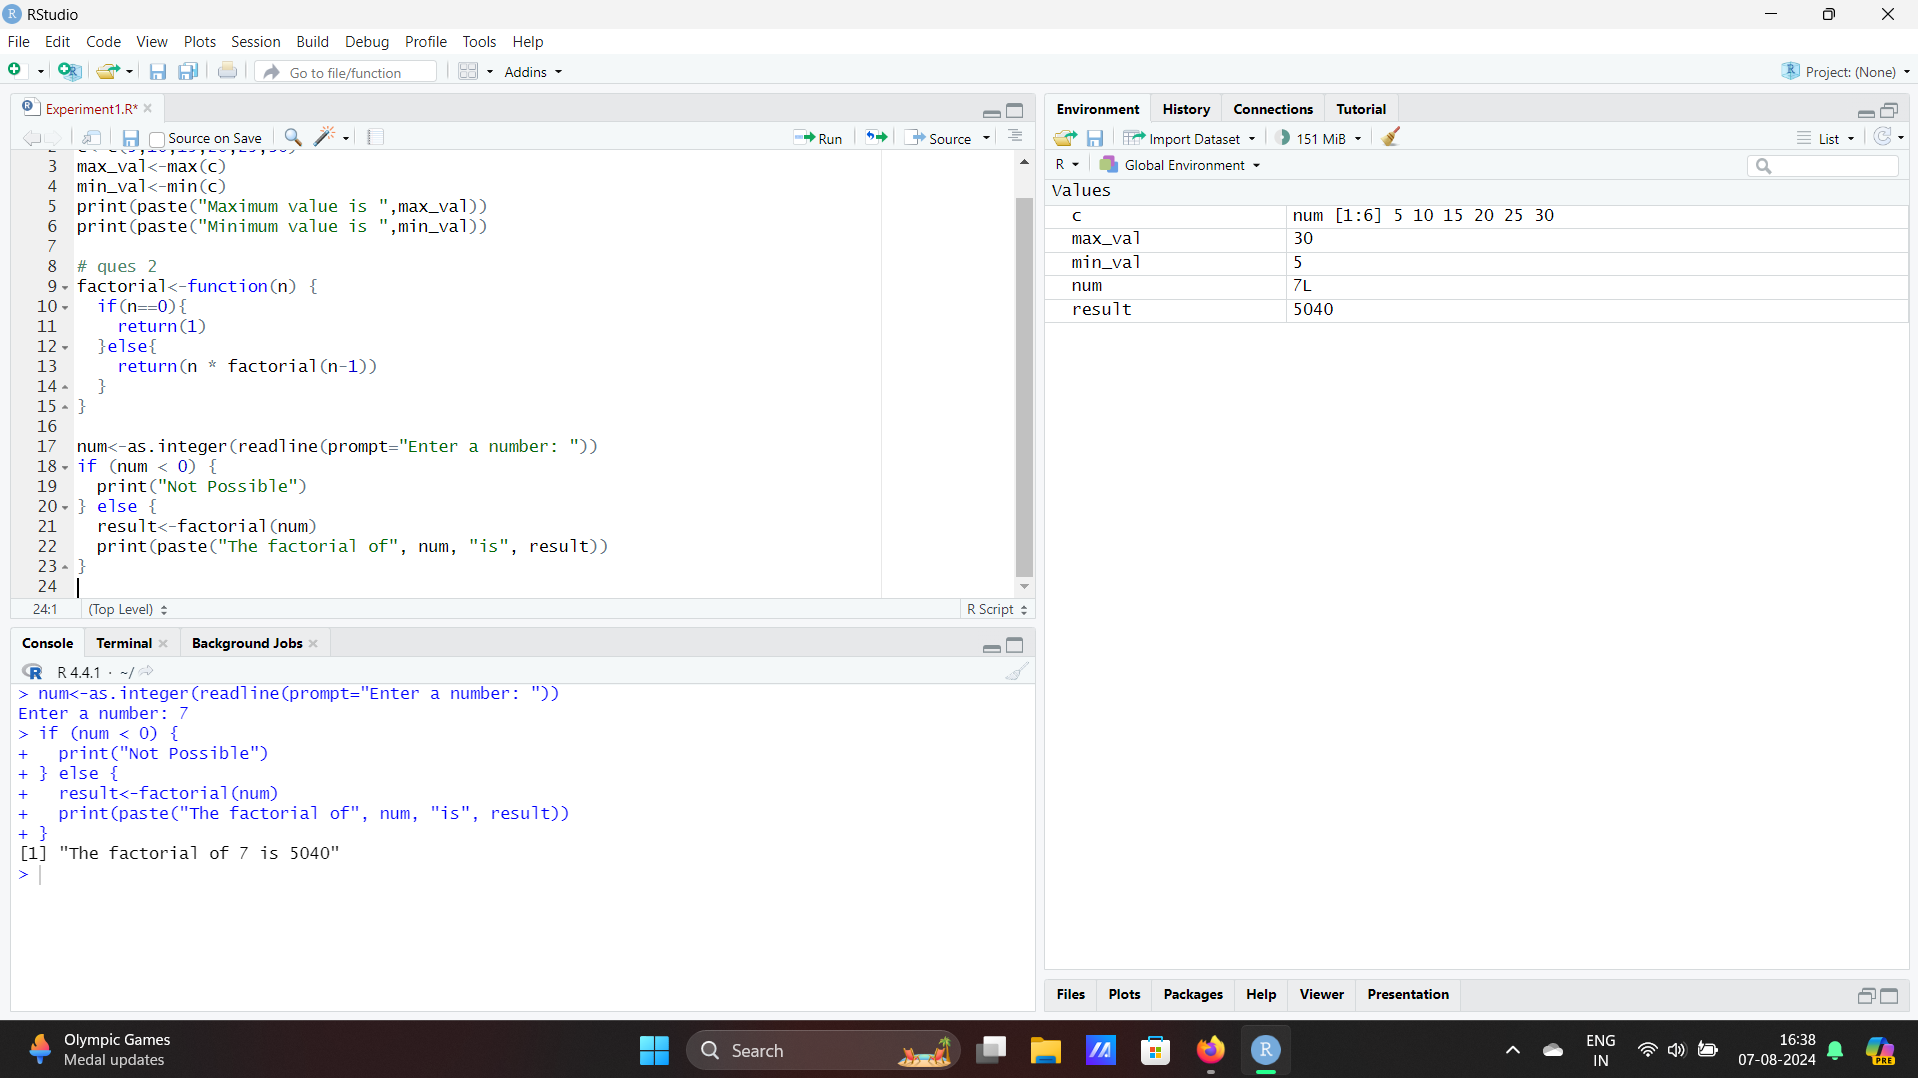 RStudio
File Edit Code View Plots Session Build Debug Profile Tools Help
Go to file/function Addins Project: (None)
Experiment1.R*
Source on Save Run Source
3 max_val<-max(c)
4 min_val<-min(c)
5 print(paste("Maximum value is ",max_val))
6 print(paste("Minimum value is ",min_val))
7
8 # ques 2
9 factorial<-function(n) {
10 if(n==0){
11 return(1)
12 }else{
13 return(n * factorial(n-1))
14 }
15 }
16
17 num<-as.integer(readline(prompt="Enter a number: "))
18 if (num < 0) {
19 print("Not Possible")
20 } else {
21 result<-factorial(num)
22 print(paste("The factorial of", num, "is", result))
23 }
24
24:1 (Top Level) R Script
Console Terminal Background Jobs
R 4.4.1 · ~/
> num<-as.integer(readline(prompt="Enter a number: "))
Enter a number: 7
> if (num < 0) {
+ print("Not Possible")
+ } else {
+ result<-factorial(num)
+ print(paste("The factorial of", num, "is", result))
+ }
[1] "The factorial of 7 is 5040"
>
Environment History Connections Tutorial
Import Dataset 151 MiB List
R Global Environment
Values
c num [1:6] 5 10 15 20 25 30
max_val 30
min_val 5
num 7L
result 5040
Files Plots Packages Help Viewer Presentation
Olympic Games
Medal updates
Search
ENG
IN
16:38
07-08-2024
PRE